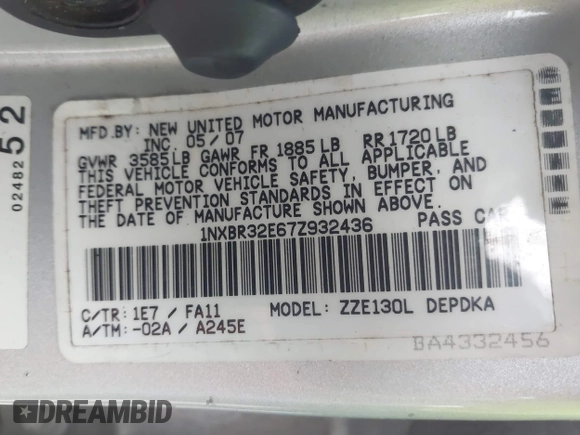 MFD.BY: NEW UNITED MOTOR MANUFACTURING
INC. 05/07
GVWR 3585LB GAWR FR 1885LB RR1720LB
THIS VEHICLE CONFORMS TO ALL APPLICABLE
FEDERAL MOTOR VEHICLE SAFETY, BUMPER, AND
THEFT PREVENTION STANDARDS IN EFFECT ON
THE DATE OF MANUFACTURE SHOWN ABOVE.
1NXBR32E67Z932436 PASS CAR
C/TR: 1E7 / FA11 MODEL: ZZE130L DEPDKA
A/TM: -02A / A245E
BA4332456
02482 52
DREAMBID